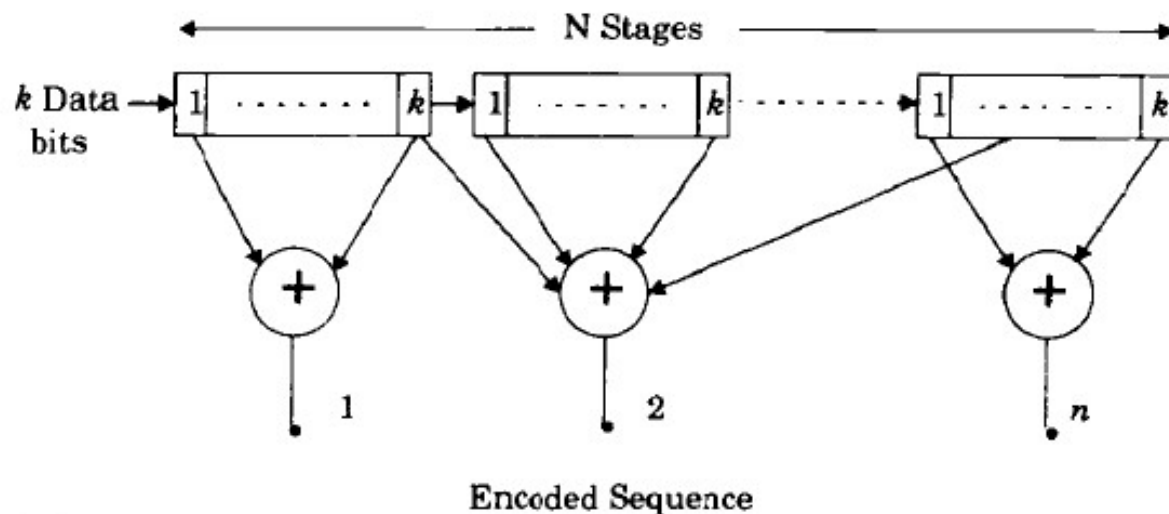 N Stages
k Data bits
1 ....... k
1 ....... k
1 ....... k
+
+
+
1
2
n
Encoded Sequence